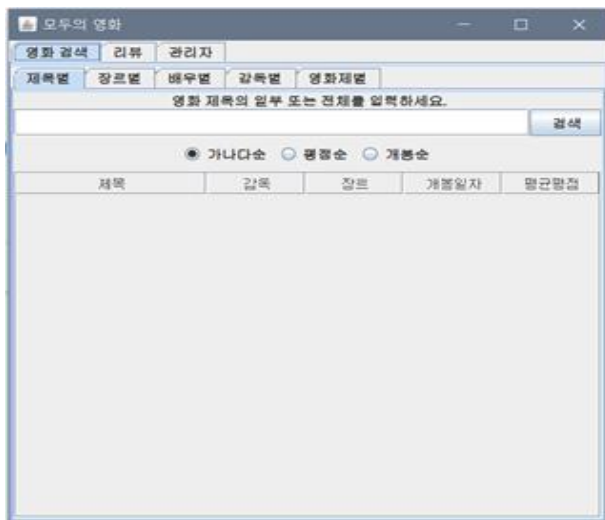 모두의 영화
영화 검색 리뷰 관리자
제목별 장르별 배우별 감독별 영화제별
영화 제목의 일부 또는 전체를 입력하세요.
검색
가나다순 평점순 개봉순
제목 감독 장르 개봉일자 평균평점